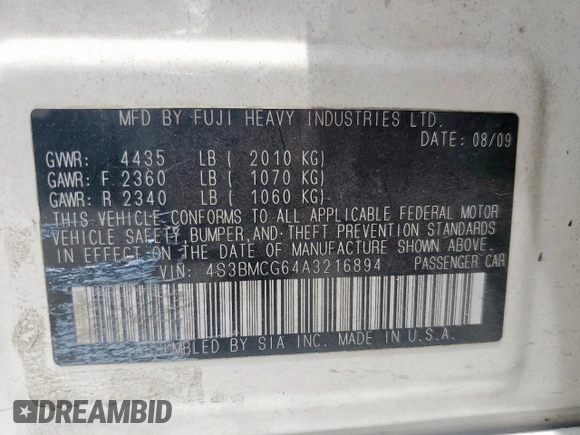 MFD BY FUJI HEAVY INDUSTRIES LTD.
DATE: 08/09
GVWR: 4435 LB ( 2010 KG)
GAWR: F 2360 LB ( 1070 KG)
GAWR: R 2340 LB ( 1060 KG)
THIS VEHICLE CONFORMS TO ALL APPLICABLE FEDERAL MOTOR
VEHICLE SAFETY,BUMPER,AND THEFT PREVENTION STANDARDS
IN EFFECT ON THE DATE OF MANUFACTURE SHOWN ABOVE.
VIN: 4S3BMCG64A3216894 PASSENGER CAR
ASSEMBLED BY SIA INC. MADE IN U.S.A.
DREAMBID